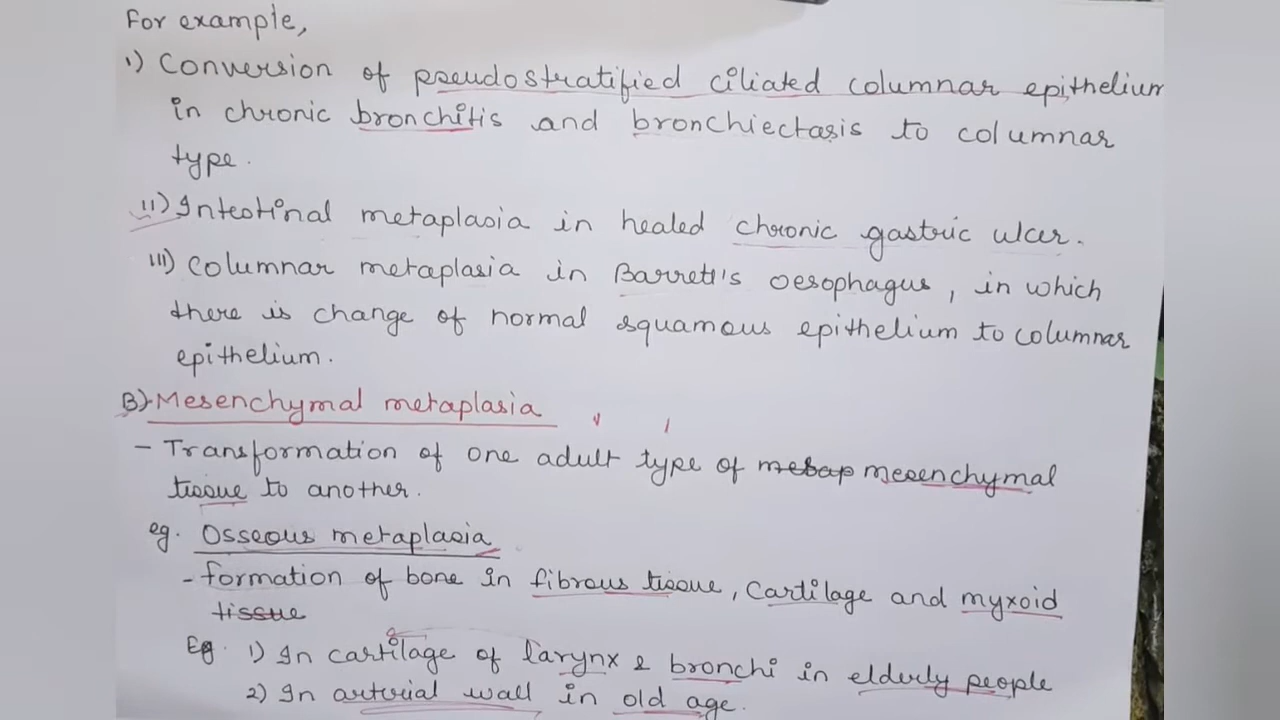 For example,
i) Conversion of pseudostratified ciliated columnar epithelium
in chronic bronchitis and bronchiectasis to columnar
type.
ii) Intestinal metaplasia in healed chronic gastric ulcer.
iii) Columnar metaplasia in Barrett's oesophagus, in which
there is change of normal squamous epithelium to columnar
epithelium.
B) Mesenchymal metaplasia
- Transformation of one adult type of mesenchymal
tissue to another.
eg. Osseous metaplasia
- formation of bone in fibrous tissue, cartilage and myxoid
tissue
Eg. 1) In cartilage of larynx & bronchi in elderly people
2) In arterial wall in old age.